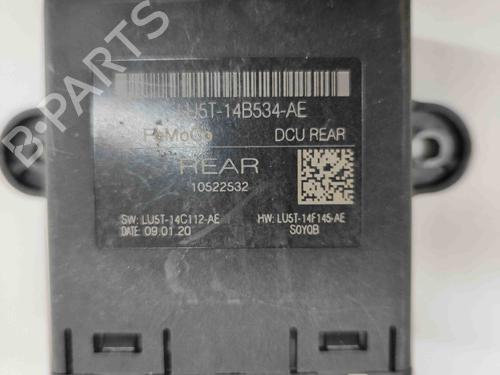 B-PARTS
LU5T-14B534-AE
FoMoCo DCU REAR
REAR
10522532
SW: LU5T-14C112-AE HW: LU5T-14F145-AE
DATE: 09.01.20 S0Y0B